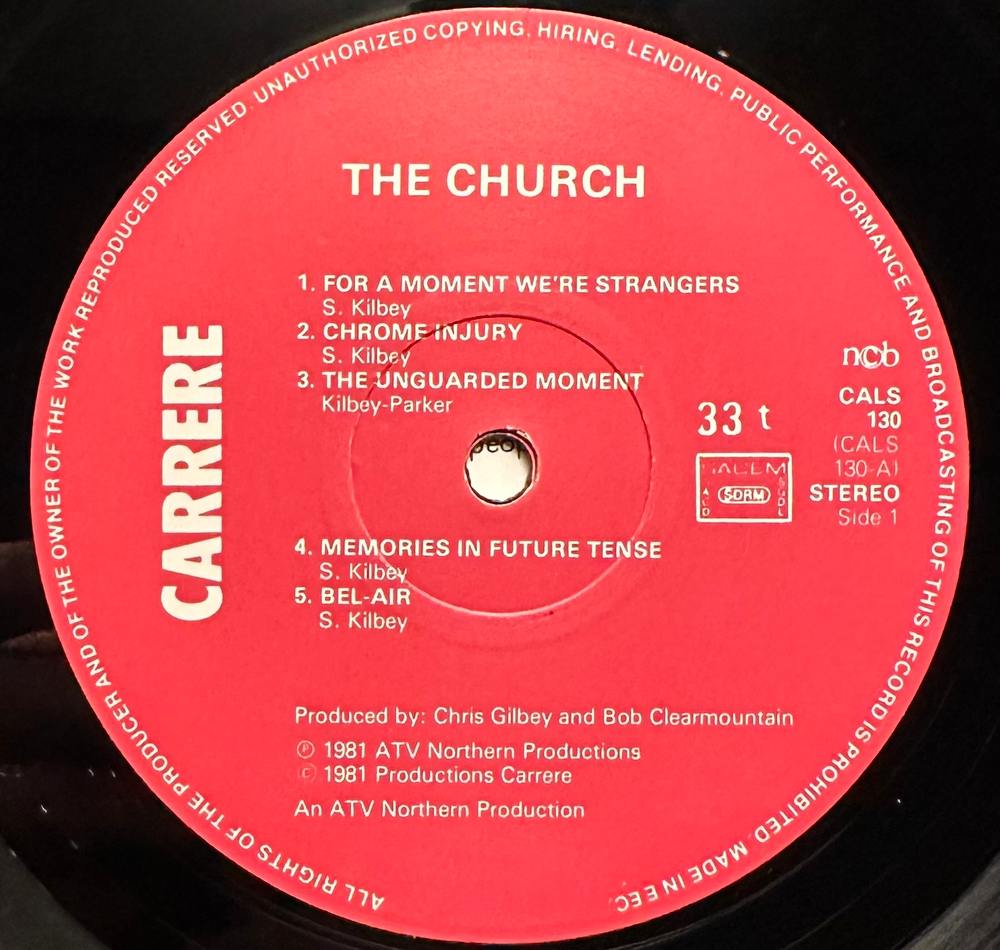 ALL RIGHTS OF THE PRODUCER AND OF THE OWNER OF THE WORK REPRODUCED RESERVED. UNAUTHORIZED COPYING, HIRING, LENDING, PUBLIC PERFORMANCE AND BROADCASTING OF THIS RECORD IS PROHIBITED. MADE IN EEC.
THE CHURCH
CARRERE
1. FOR A MOMENT WE'RE STRANGERS
S. Kilbey
2. CHROME INJURY
S. Kilbey
3. THE UNGUARDED MOMENT
Kilbey-Parker
4. MEMORIES IN FUTURE TENSE
S. Kilbey
5. BEL-AIR
S. Kilbey
33 t
SACEM
SDRM
ncb
CALS
130
(CALS
130-A)
STEREO
Side 1
Produced by: Chris Gilbey and Bob Clearmountain
Ⓟ 1981 ATV Northern Productions
© 1981 Productions Carrere
An ATV Northern Production